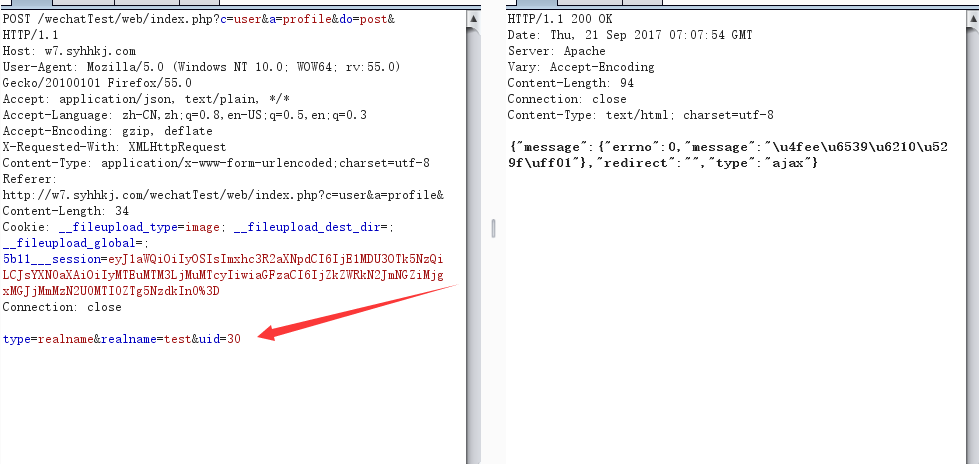 POST /wechatTest/web/index.php?c=user&a=profile&do=post&
HTTP/1.1
Host: w7.syhhkj.com
User-Agent: Mozilla/5.0 (Windows NT 10.0; WOW64; rv:55.0)
Gecko/20100101 Firefox/55.0
Accept: application/json, text/plain, */*
Accept-Language: zh-CN,zh;q=0.8,en-US;q=0.5,en;q=0.3
Accept-Encoding: gzip, deflate
X-Requested-With: XMLHttpRequest
Content-Type: application/x-www-form-urlencoded;charset=utf-8
Referer:
http://w7.syhhkj.com/wechatTest/web/index.php?c=user&a=profile&
Content-Length: 34
Cookie: __fileupload_type=image; __fileupload_dest_dir=;
__fileupload_global=;
5b11___session=eyJ1aWQiOiIyOSIsImxhc3R2aXNpdCI6IjE1MDU3OTk5NzQi
LCJsYXN0aXAiOiIyMTEuMTM3LjMuMTcyIiwiaGFzaCI6IjZkZWRkN2JmNGZiMjg
xMGJjMmMzN2U0MTI0ZTg5NzdkIn0%3D
Connection: close
type=realname&realname=test&uid=30
HTTP/1.1 200 OK
Date: Thu, 21 Sep 2017 07:07:54 GMT
Server: Apache
Vary: Accept-Encoding
Content-Length: 94
Connection: close
Content-Type: text/html; charset=utf-8
{"message":{"errno":0,"message":"\u4fee\u6539\u6210\u52
9f\uff01"},"redirect":"","type":"ajax"}